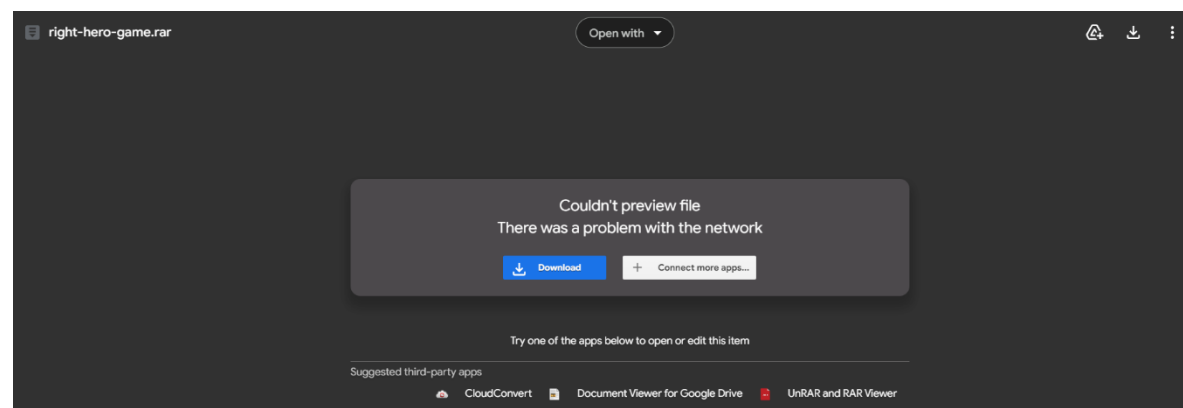 right-hero-game.rar
Open with
Couldn't preview file
There was a problem with the network
Download
Connect more apps...
Try one of the apps below to open or edit this item
Suggested third-party apps
CloudConvert Document Viewer for Google Drive UnRAR and RAR Viewer